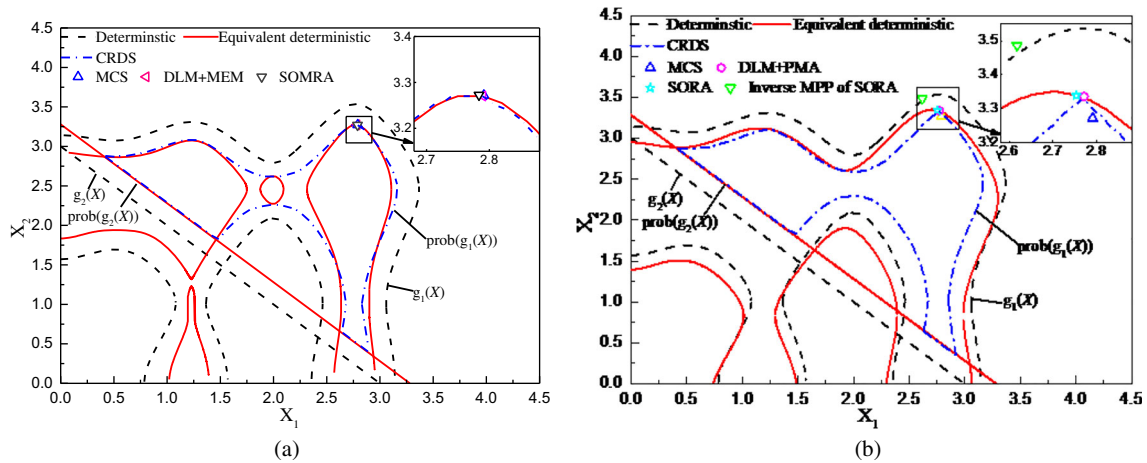 4.5
4.0
3.5
3.0
2.5
2.0
1.5
1.0
0.5
0.0
X2
0.0 0.5 1.0 1.5 2.0 2.5 3.0 3.5 4.0 4.5
X1
Determinstic Equivalent deterministic
CRDS
MCS DLM+MEM SOMRA
3.4
3.3
3.2
2.7 2.8
g2(X)
prob(g2(X))
prob(g1(X))
g1(X)
(a)
b
4.5
4.0
3.5
3.0
2.5
2.0
1.5
1.0
0.5
0.0
0.0 0.5 1.0 1.5 2.0 2.5 3.0 3.5 4.0 4.5
X1
Determinstic Equivalent deterministic
CRDS
MCS DLM+PMA
SORA Inverse MPP of SORA
3.5
3.4
3.3
3.2
2.6 2.7 2.8
g2(X)
prob(g2(X))
prob(g1(X))
g1(X)
(b)